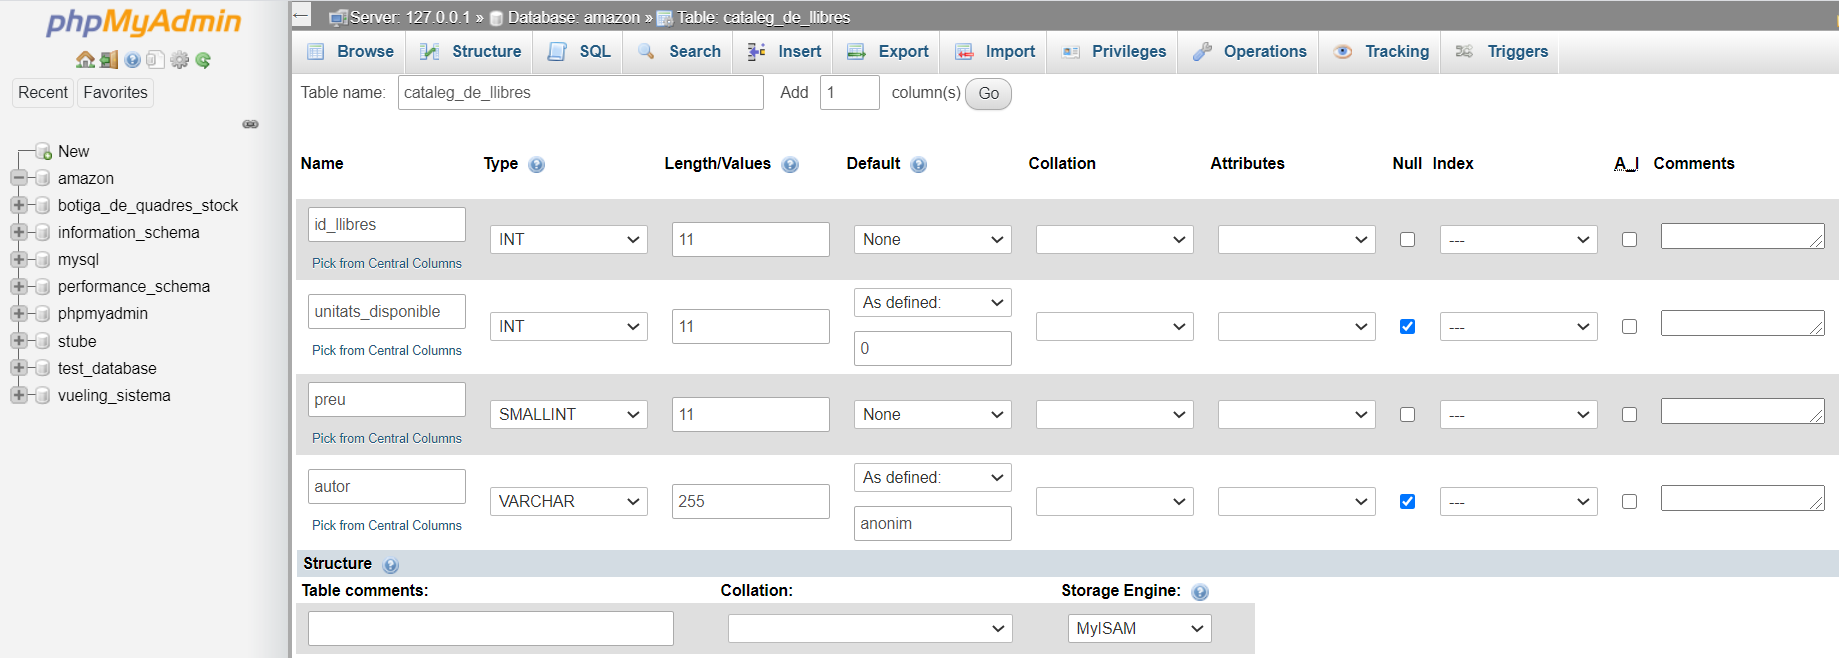 phpMyAdmin
Recent Favorites
New
amazon
botiga_de_quadres_stock
information_schema
mysql
performance_schema
phpmyadmin
stube
test_database
vueling_sistema
← Server: 127.0.0.1 » Database: amazon » Table: cataleg_de_llibres
Browse Structure SQL Search Insert Export Import Privileges Operations Tracking Triggers
Table name: cataleg_de_llibres Add 1 column(s) Go
Name Type Length/Values Default Collation Attributes Null Index A_I Comments
id_llibres INT 11 None ---
Pick from Central Columns
unitats_disponible INT 11 As defined: ---
0
Pick from Central Columns
preu SMALLINT 11 None ---
Pick from Central Columns
autor VARCHAR 255 As defined: ---
anonim
Pick from Central Columns
Structure
Table comments: Collation: Storage Engine:
MyISAM